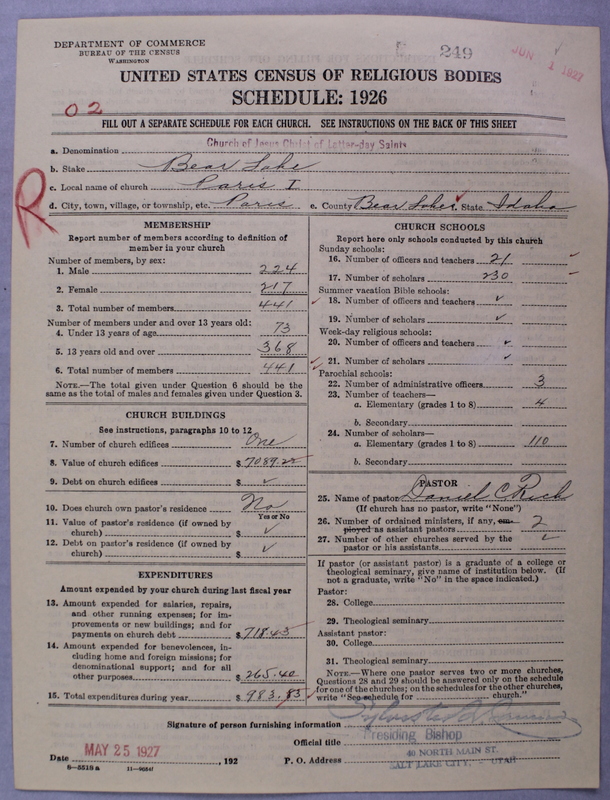 DEPARTMENT OF COMMERCE
BUREAU OF THE CENSUS
WASHINGTON
249
JUN 1 1927
UNITED STATES CENSUS OF RELIGIOUS BODIES
SCHEDULE: 1926
02
FILL OUT A SEPARATE SCHEDULE FOR EACH CHURCH. SEE INSTRUCTIONS ON THE BACK OF THIS SHEET
R
a. Denomination Church of Jesus Christ of Latter-day Saints
b. Stake Bear Lake
c. Local name of church Paris I
d. City, town, village, or township, etc. Paris e. County Bear Lake State Idaho
MEMBERSHIP
Report number of members according to definition of
member in your church
Number of members, by sex:
1. Male 224
2. Female 217
3. Total number of members 441
Number of members under and over 13 years old:
4. Under 13 years of age 73
5. 13 years old and over 368
6. Total number of members 441
NOTE.—The total given under Question 6 should be
same as the total of males and females given under Question 3.
CHURCH BUILDINGS
See instructions, paragraphs 10 to 12
7. Number of church edifices One
8. Value of church edifices $ 7089.25
9. Debt on church edifices $ ✓
10. Does church own pastor's residence No
Yes or No
11. Value of pastor's residence (if owned by
church) $ ✓
12. Debt on pastor's residence (if owned by
church) $ ✓
EXPENDITURES
Amount expended by your church during last fiscal year
13. Amount expended for salaries, repairs,
and other running expenses; for im-
provements or new buildings; and for
payments on church debt $ 718.43
14. Amount expended for benevolences, in-
cluding home and foreign missions; for
denominational support; and for all
other purposes $ 265.40
15. Total expenditures during year $ 983.83
CHURCH SCHOOLS
Report here only schools conducted by this church
Sunday schools:
16. Number of officers and teachers 21
17. Number of scholars 230
Summer vacation Bible schools:
18. Number of officers and teachers ✓
19. Number of scholars ✓
Week-day religious schools:
20. Number of officers and teachers ✓
21. Number of scholars ✓
Parochial schools:
22. Number of administrative officers 3
23. Number of teachers—
a. Elementary (grades 1 to 8) 4
b. Secondary
24. Number of scholars—
a. Elementary (grades 1 to 8) 110
b. Secondary
PASTOR
25. Name of pastor Daniel C Rich
(If church has no pastor, write "None")
26. Number of ordained ministers, if any, em-
ployed as assistant pastors 2
27. Number of other churches served by the
pastor or his assistants ✓
If pastor (or assistant pastor) is a graduate of a college or
theological seminary, give name of institution below. (If
not a graduate, write "No" in the space indicated.)
Pastor:
28. College
29. Theological seminary
Assistant pastor:
30. College
31. Theological seminary
NOTE.—Where one pastor serves two or more churches,
Questions 28 and 29 should be answered only on the schedule
for one of the churches; on the schedules for the other churches,
write "See schedule for church."
Signature of person furnishing information Sylvester Q. Cannon
Official title Presiding Bishop
Date MAY 25 1927, 192 P. O. Address 40 NORTH MAIN ST.
SALT LAKE CITY, - UTAH
8—5518a 11—9684f